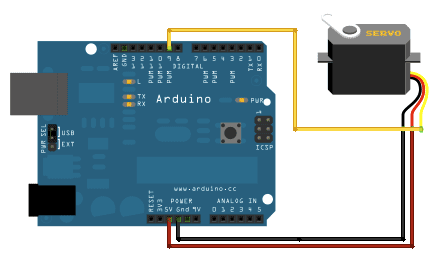 SERVO
AREF
GND
13
12
11
10
9
8
7
6
5
4
3
2
1
0
PWM
PWM
PWM
PWM
PWM
PWM
TX
RX
DIGITAL
L
TX
RX
Arduino
PWR
1
ICSP
PWR SEL
USB
EXT
www.arduino.cc
POWER
ANALOG IN
RESET
3V3
5V
Gnd
9V
0 1 2 3 4 5